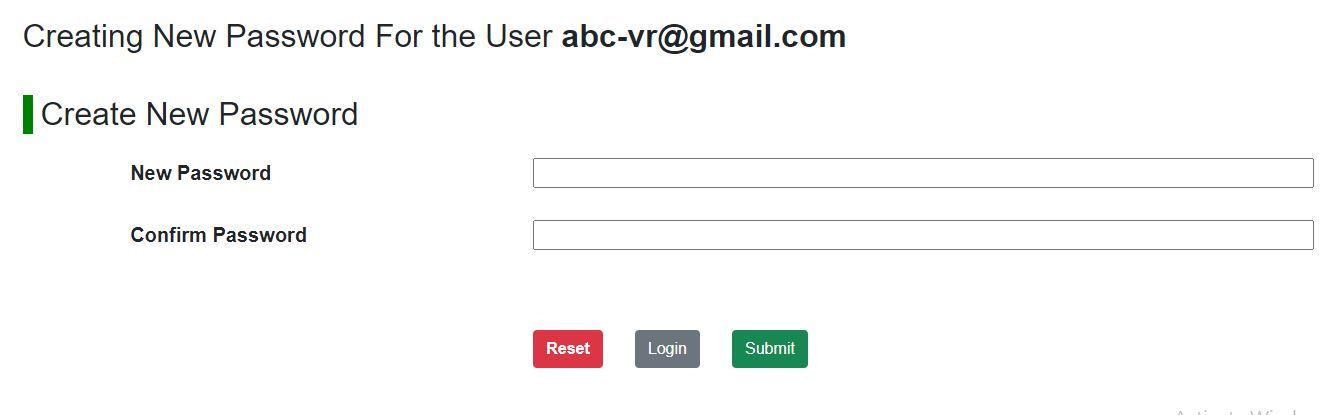 Creating New Password For the User abc-vr@gmail.com
Create New Password
New Password
Confirm Password
Reset Login Submit